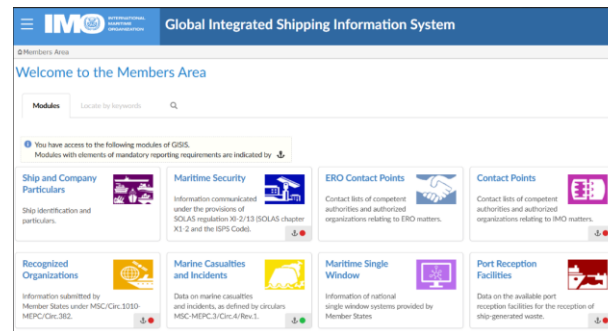 IMO INTERNATIONAL MARITIME ORGANIZATION
Global Integrated Shipping Information System
Members Area
Welcome to the Members Area
Modules Locate by keywords
You have access to the following modules of GISIS.
Modules with elements of mandatory reporting requirements are indicated by
Ship and Company
Particulars
Ship identification and
particulars.
Maritime Security
Information communicated
under the provisions of
SOLAS regulation XI-2/13 (SOLAS chapter
X1-2 and the ISPS Code).
ERO Contact Points
Contact lists of competent
authorities and authorized
organizations relating to ERO matters.
Contact Points
Contact lists of competent
authorities and authorized
organizations relating to IMO matters.
Recognized
Organizations
Information submitted by
Member States under MSC/Circ.1010-
MEPC/Circ.382.
Marine Casualties
and Incidents
Data on marine casualties
and incidents, as defined by circulars
MSC-MEPC.3/Circ.4/Rev.1.
Maritime Single
Window
Information of national
single window systems provided by
Member States
Port Reception
Facilities
Data on the available port
reception facilities for the reception of
ship-generated waste.